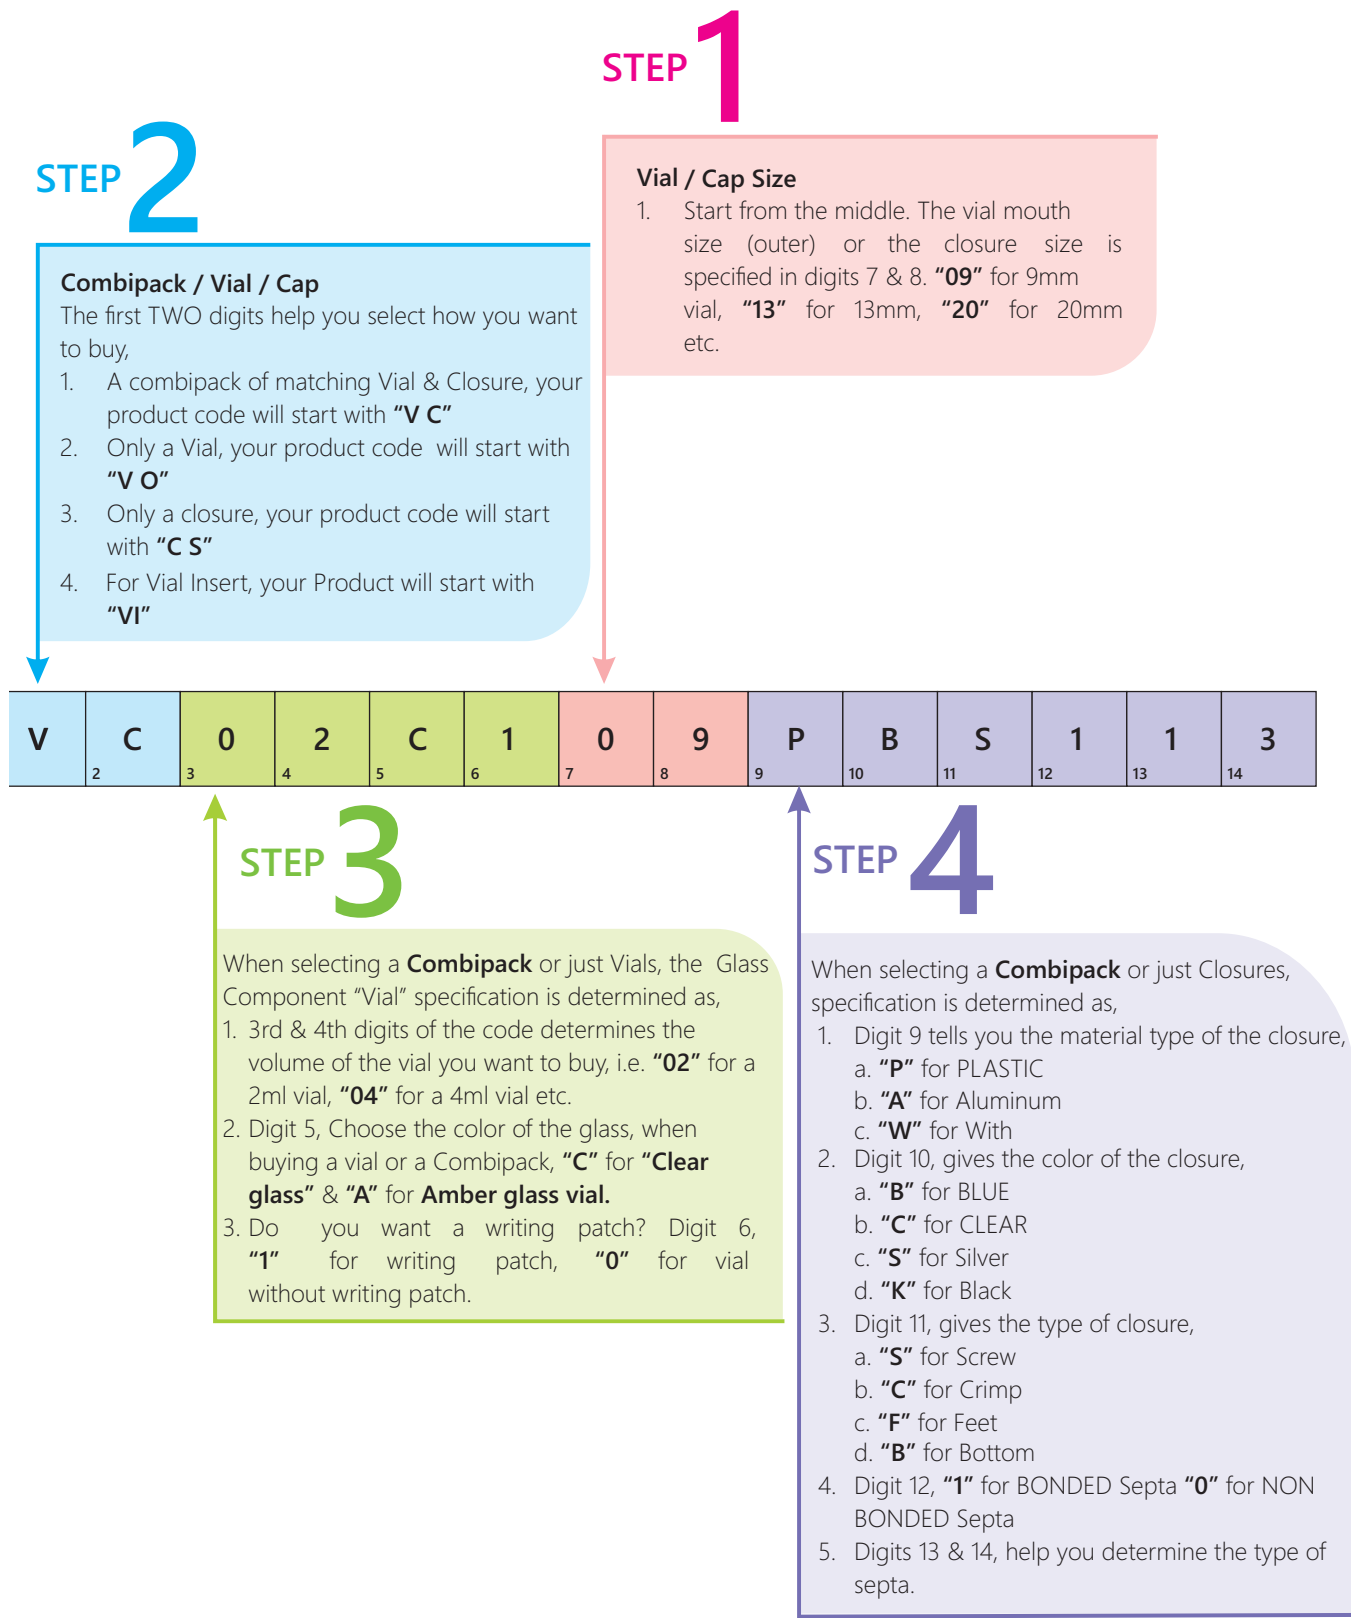 STEP 1
Vial / Cap Size
1. Start from the middle. The vial mouth
size (outer) or the closure size is
specified in digits 7 & 8. “09” for 9mm
vial, “13” for 13mm, “20” for 20mm
etc.
STEP 2
Combipack / Vial / Cap
The first TWO digits help you select how you want
to buy,
1. A combipack of matching Vial & Closure, your
product code will start with “V C”
2. Only a Vial, your product code will start with
“V O”
3. Only a closure, your product code will start
with “C S”
4. For Vial Insert, your Product will start with
“VI”
V C 0 2 C 1 0 9 P B S 1 1 3
2 3 4 5 6 7 8 9 10 11 12 13 14
STEP 3
When selecting a Combipack or just Vials, the Glass
Component “Vial” specification is determined as,
1. 3rd & 4th digits of the code determines the
volume of the vial you want to buy, i.e. “02” for a
2ml vial, “04” for a 4ml vial etc.
2. Digit 5, Choose the color of the glass, when
buying a vial or a Combipack, “C” for “Clear
glass” & “A” for Amber glass vial.
3. Do you want a writing patch? Digit 6,
“1” for writing patch, “0” for vial
without writing patch.
STEP 4
When selecting a Combipack or just Closures,
specification is determined as,
1. Digit 9 tells you the material type of the closure,
a. “P” for PLASTIC
b. “A” for Aluminum
c. “W” for With
2. Digit 10, gives the color of the closure,
a. “B” for BLUE
b. “C” for CLEAR
c. “S” for Silver
d. “K” for Black
3. Digit 11, gives the type of closure,
a. “S” for Screw
b. “C” for Crimp
c. “F” for Feet
d. “B” for Bottom
4. Digit 12, “1” for BONDED Septa “0” for NON
BONDED Septa
5. Digits 13 & 14, help you determine the type of
septa.